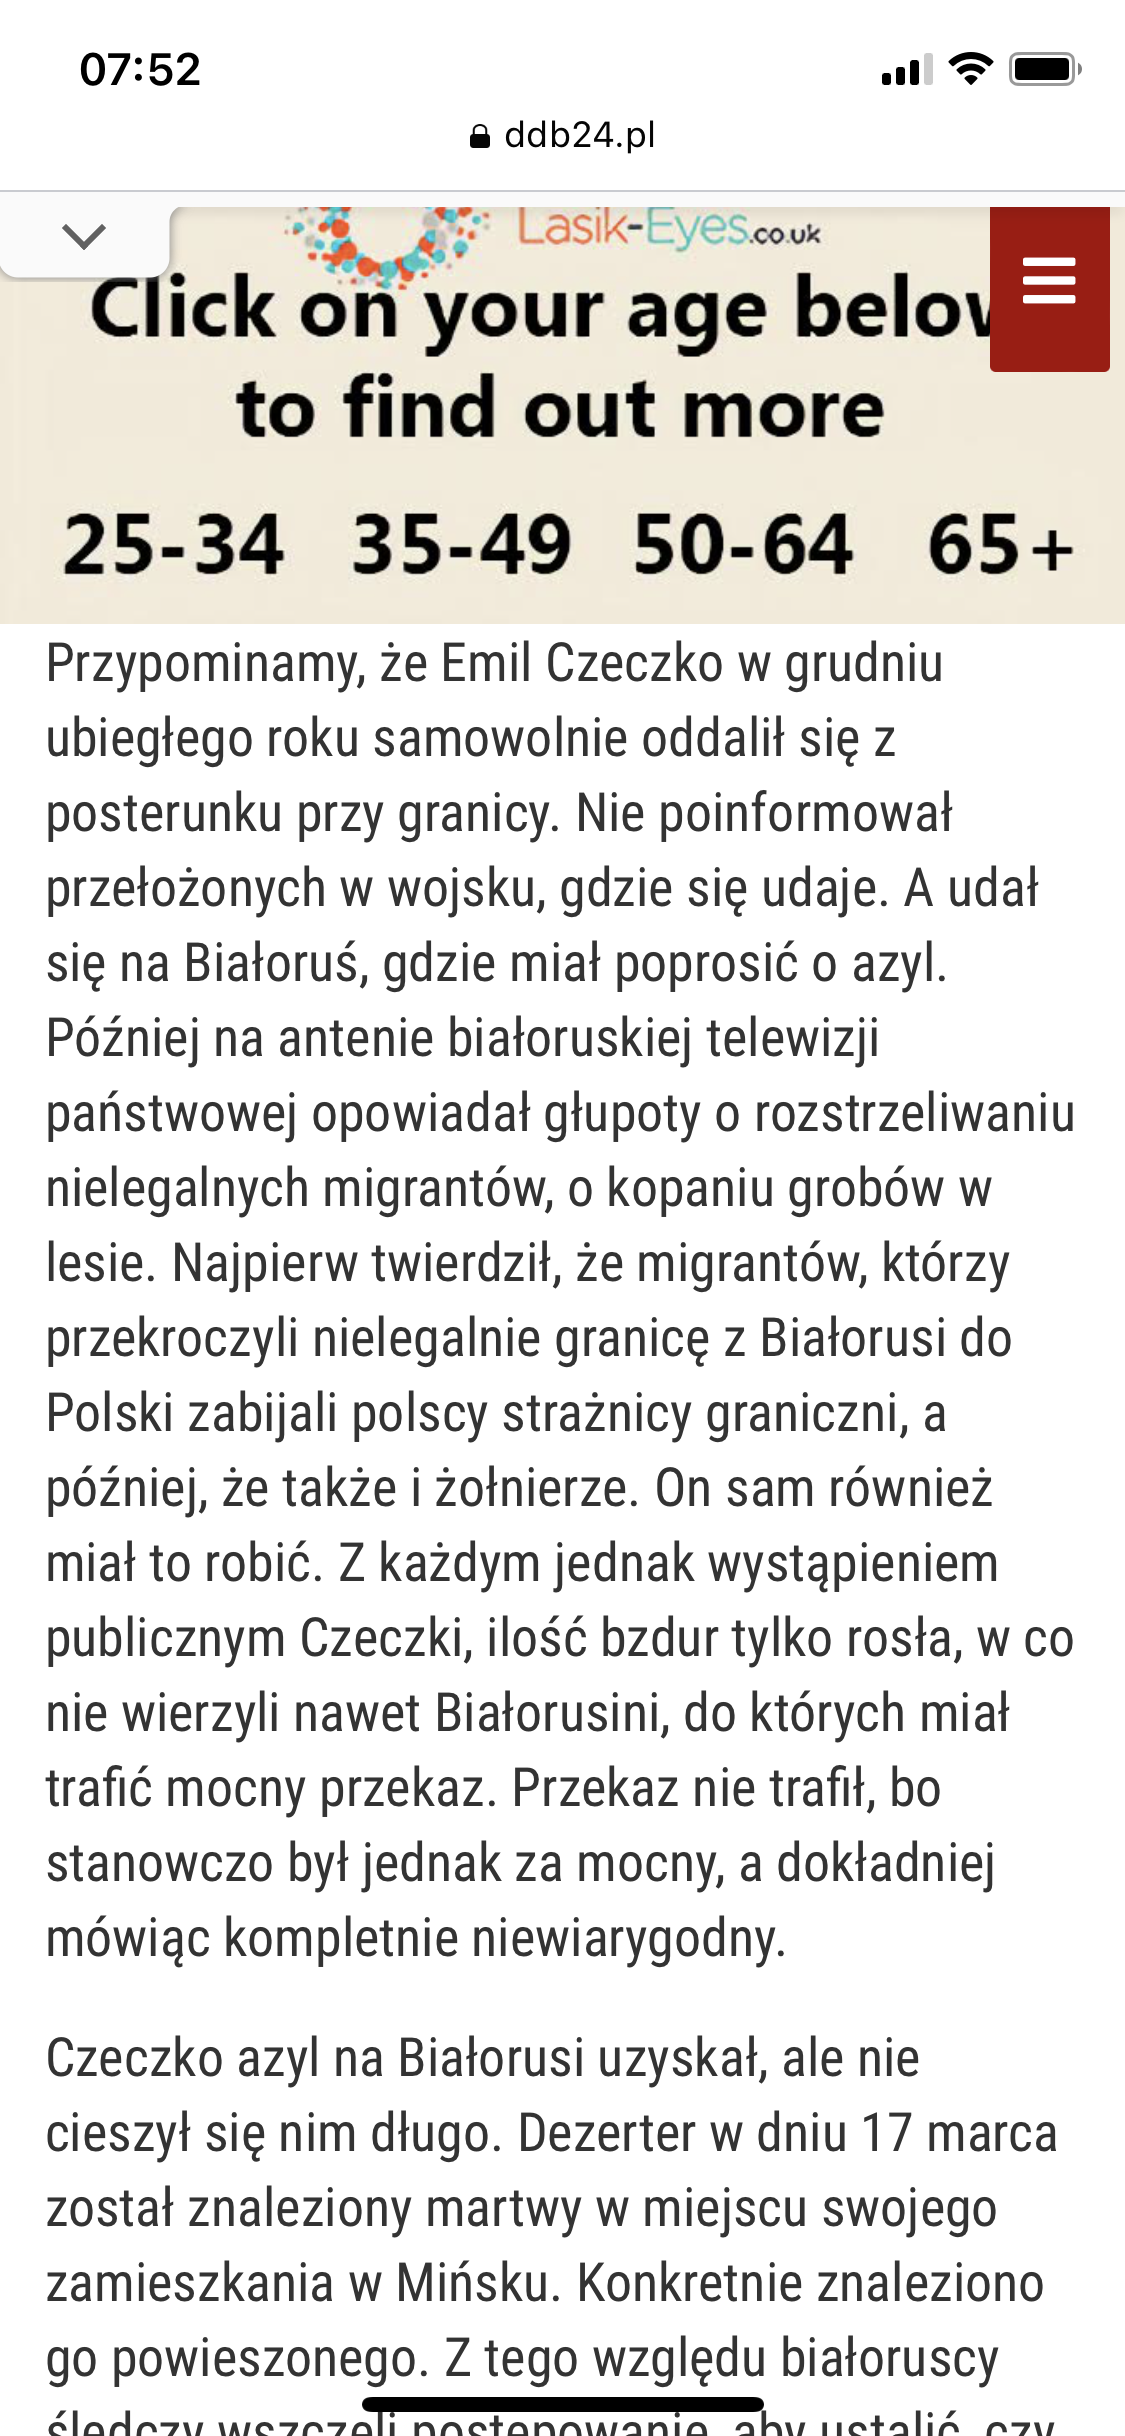 07:52
ddb24.pl
Lasik-Eyes.co.uk
Click on your age below
to find out more
25-34 35-49 50-64 65+
Przypominamy, że Emil Czeczko w grudniu
ubiegłego roku samowolnie oddalił się z
posterunku przy granicy. Nie poinformował
przełożonych w wojsku, gdzie się udaje. A udał
się na Białoruś, gdzie miał poprosić o azyl.
Później na antenie białoruskiej telewizji
państwowej opowiadał głupoty o rozstrzeliwaniu
nielegalnych migrantów, o kopaniu grobów w
lesie. Najpierw twierdził, że migrantów, którzy
przekroczyli nielegalnie granicę z Białorusi do
Polski zabijali polscy strażnicy graniczni, a
później, że także i żołnierze. On sam również
miał to robić. Z każdym jednak wystąpieniem
publicznym Czeczki, ilość bzdur tylko rosła, w co
nie wierzyli nawet Białorusini, do których miał
trafić mocny przekaz. Przekaz nie trafił, bo
stanowczo był jednak za mocny, a dokładniej
mówiąc kompletnie niewiarygodny.
Czeczko azyl na Białorusi uzyskał, ale nie
cieszył się nim długo. Dezerter w dniu 17 marca
został znaleziony martwy w miejscu swojego
zamieszkania w Mińsku. Konkretnie znaleziono
go powieszonego. Z tego względu białoruscy
śledczy wszczęli postępowanie, aby ustalić, czy